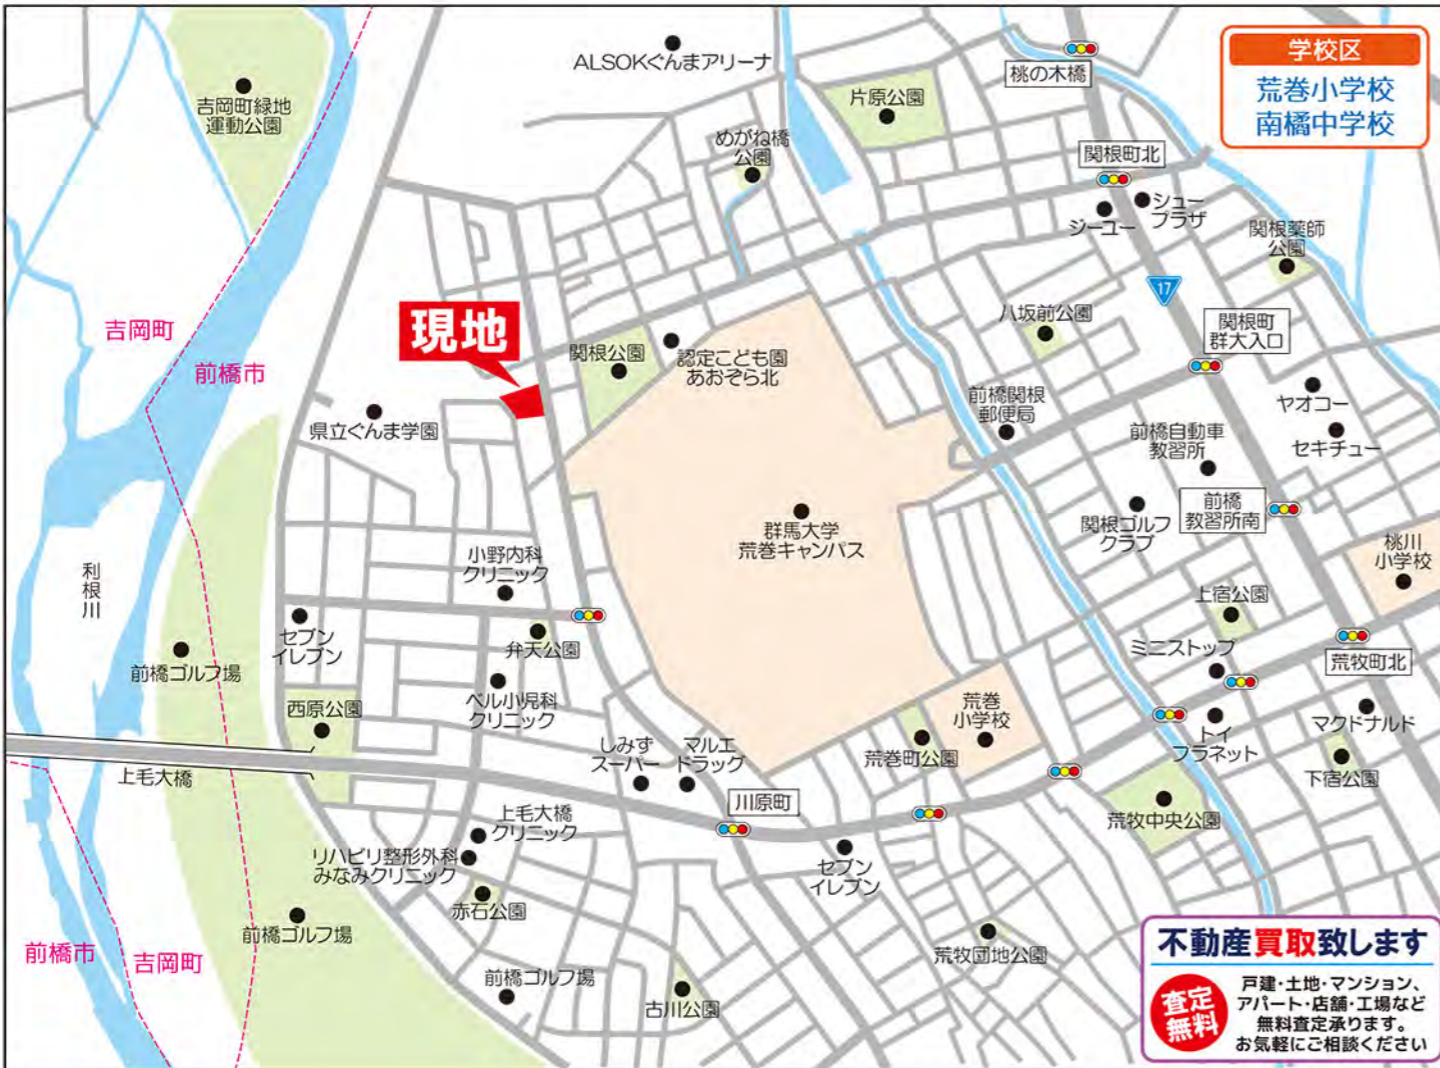 ALSOKぐんまアリーナ
桃の木橋
学校区
荒巻小学校
南橘中学校
吉岡町緑地
運動公園
片原公園
めがね橋
公園
関根町北
シュー
プラザ
ジーユー
関根薬師
公園
17
吉岡町
前橋市
現地
関根公園
認定こども園
あおぞら北
八坂前公園
関根町
群大入口
県立ぐんま学園
前橋関根
郵便局
ヤオコー
セキチュー
前橋自動車
教習所
群馬大学
荒巻キャンパス
関根ゴルフ
クラブ
前橋
教習所南
桃川
小学校
利根川
小野内科
クリニック
セブン
イレブン
弁天公園
上宿公園
ミニストップ
荒牧町北
前橋ゴルフ場
西原公園
ベル小児科
クリニック
荒巻
小学校
荒巻町公園
トイ
プラネット
マクドナルド
下宿公園
上毛大橋
しみず
スーパー
マルエ
ドラッグ
川原町
荒牧中央公園
上毛大橋
クリニック
リハビリ整形外科
みなみクリニック
セブン
イレブン
赤石公園
前橋ゴルフ場
前橋市
吉岡町
前橋ゴルフ場
古川公園
荒牧団地公園
不動産買取致します
査定
無料
戸建・土地・マンション、
アパート・店舗・工場など
無料査定承ります。
お気軽にご相談ください